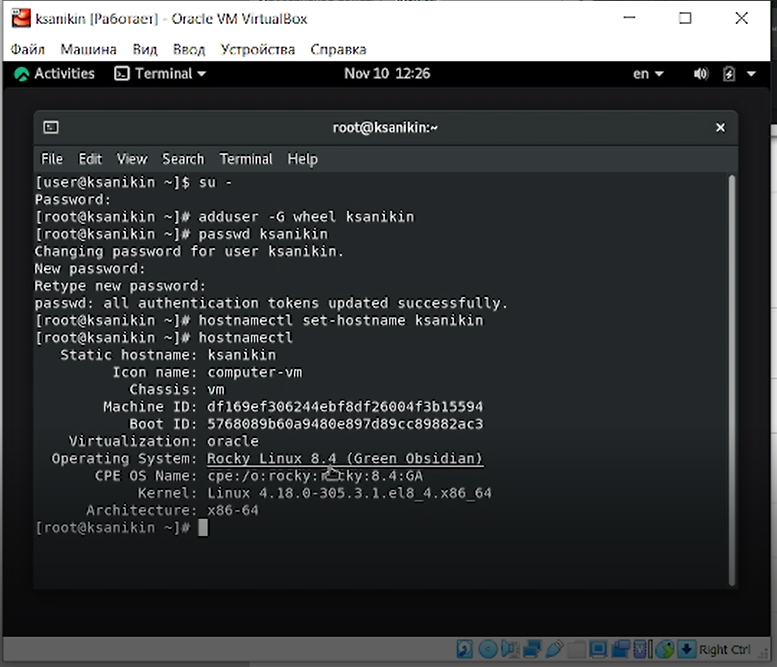 ksanikin [Работает] - Oracle VM VirtualBox
Файл Машина Вид Ввод Устройства Справка
Activities Terminal Nov 10 12:26 en
root@ksanikin:~
File Edit View Search Terminal Help
[user@ksanikin ~]$ su -
Password:
[root@ksanikin ~]# adduser -G wheel ksanikin
[root@ksanikin ~]# passwd ksanikin
Changing password for user ksanikin.
New password:
Retype new password:
passwd: all authentication tokens updated successfully.
[root@ksanikin ~]# hostnamectl set-hostname ksanikin
[root@ksanikin ~]# hostnamectl
Static hostname: ksanikin
Icon name: computer-vm
Chassis: vm
Machine ID: df169ef306244ebf8df26004f3b15594
Boot ID: 5768089b60a9480e897d89cc89882ac3
Virtualization: oracle
Operating System: Rocky Linux 8.4 (Green Obsidian)
CPE OS Name: cpe:/o:rocky:rocky:8.4:GA
Kernel: Linux 4.18.0-305.3.1.el8_4.x86_64
Architecture: x86-64
[root@ksanikin ~]#
Right Ctrl